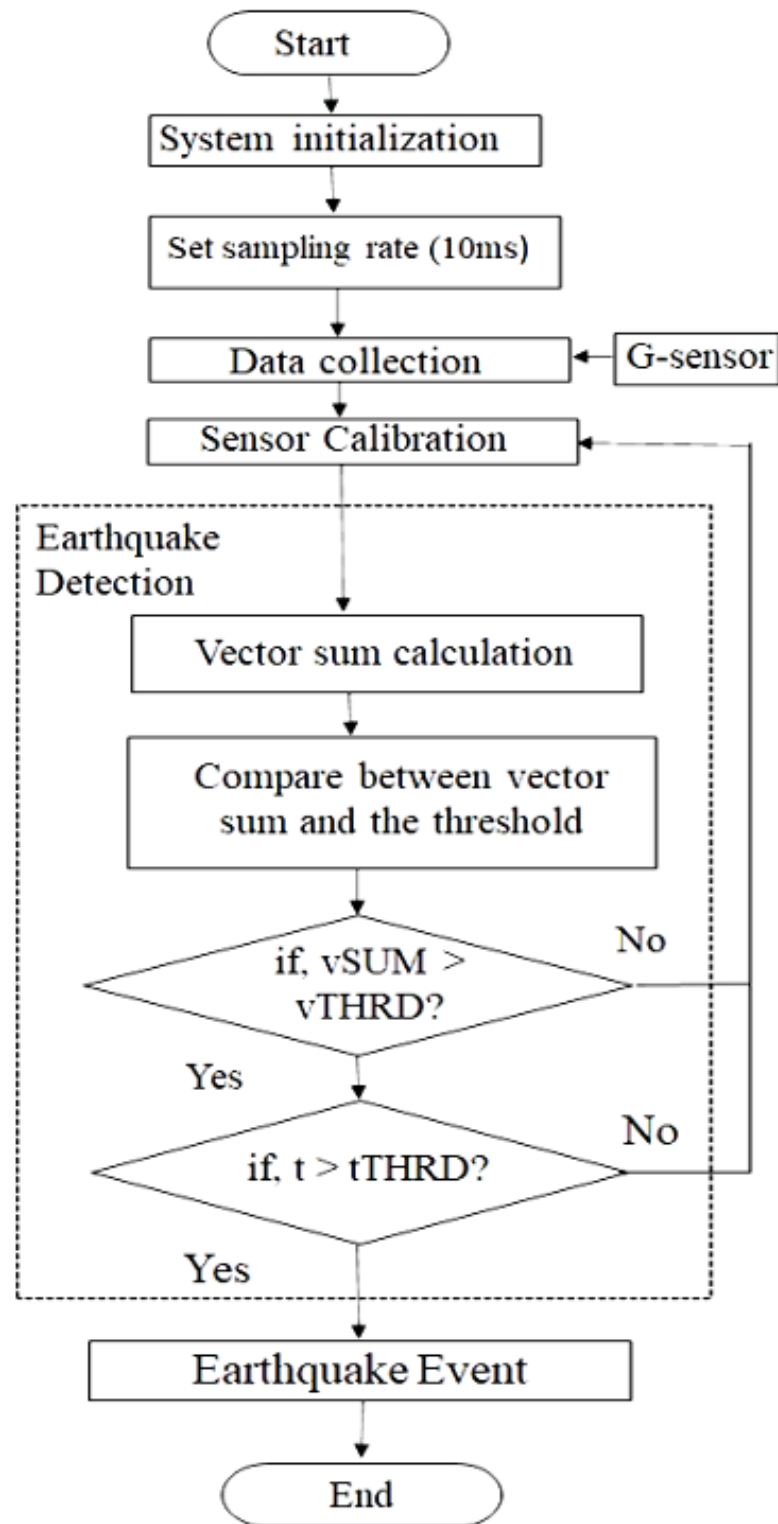 Start
System initialization
Set sampling rate (10ms)
Data collection
G-sensor
Sensor Calibration
Earthquake
Detection
Vector sum calculation
Compare between vector
sum and the threshold
if, vSUM >
vTHRD?
No
Yes
if, t > tTHRD?
No
Yes
Earthquake Event
End